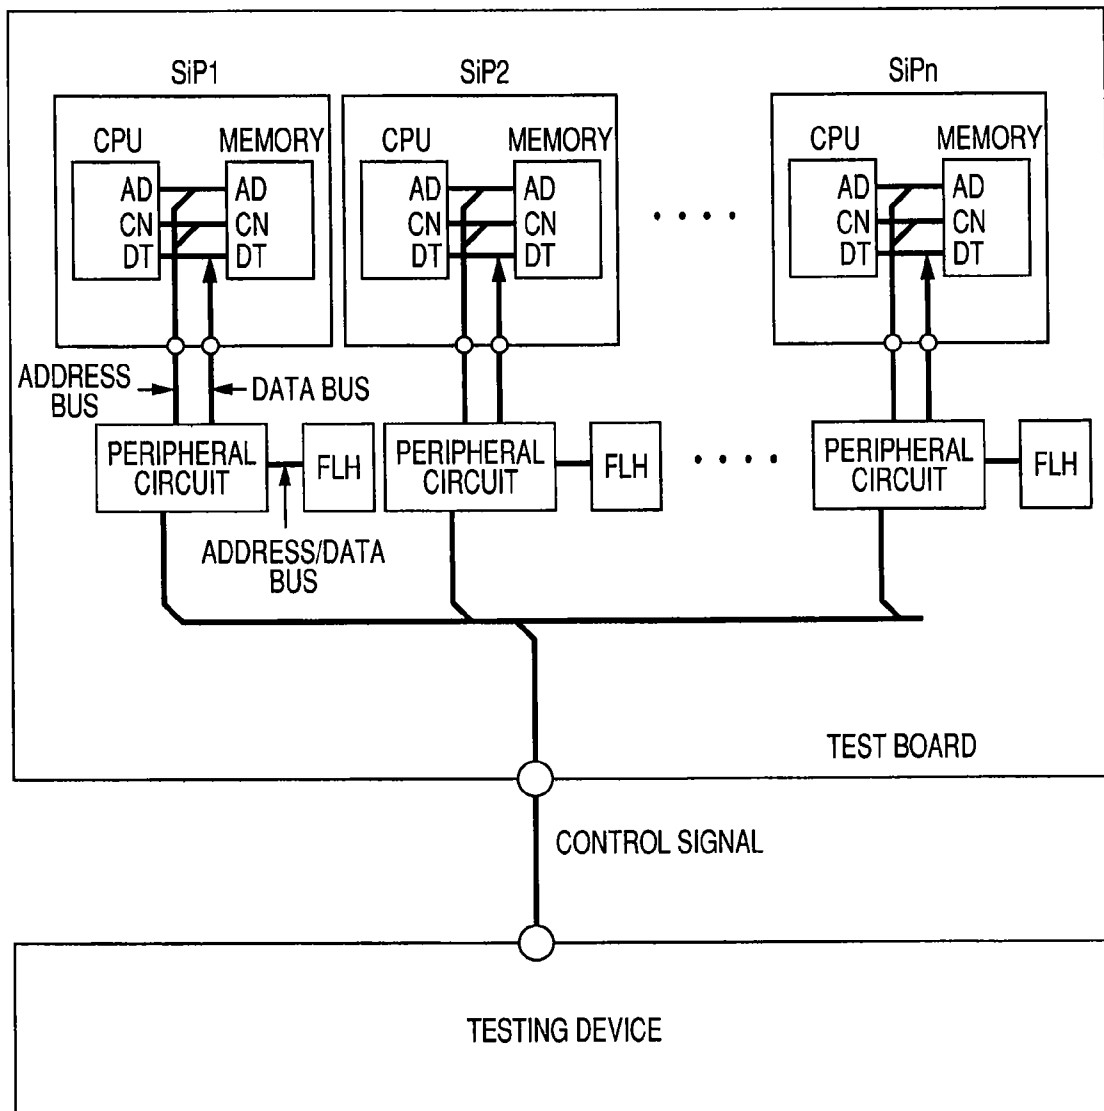 SiP1
SiP2
SiPn
CPU
MEMORY
CPU
MEMORY
CPU
MEMORY
AD
AD
AD
AD
AD
AD
CN
CN
CN
CN
CN
CN
DT
DT
DT
DT
DT
DT
ADDRESS
BUS
DATA BUS
PERIPHERAL
CIRCUIT
FLH
PERIPHERAL
CIRCUIT
FLH
PERIPHERAL
CIRCUIT
FLH
ADDRESS/DATA
BUS
TEST BOARD
CONTROL SIGNAL
TESTING DEVICE